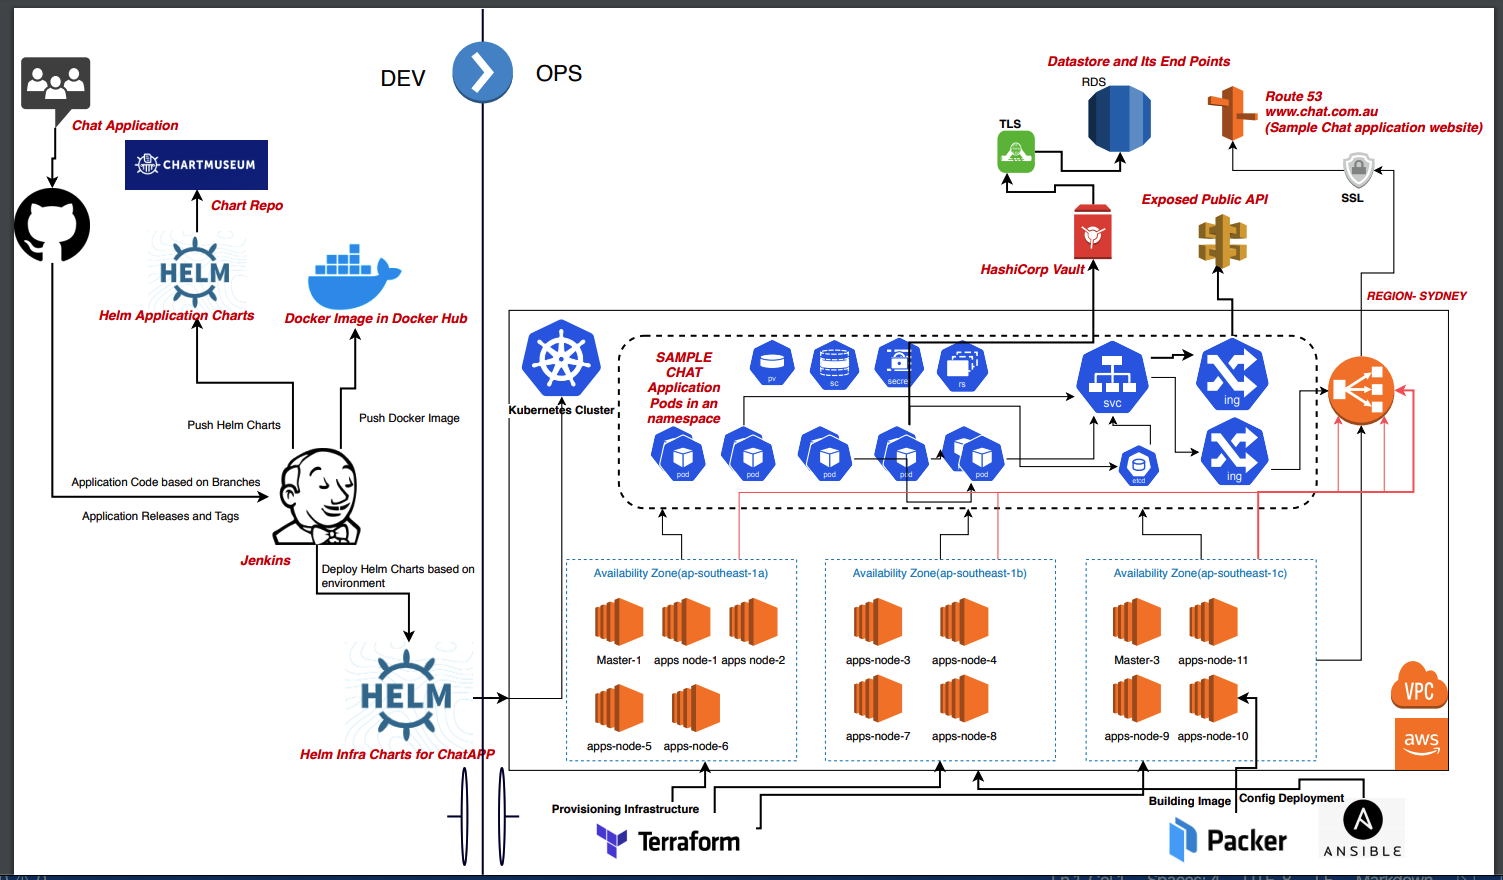 DEV
OPS
Chat Application
CHARTMUSEUM
Chart Repo
HELM
Helm Application Charts
Docker Image in Docker Hub
Push Helm Charts
Push Docker Image
Application Code based on Branches
Application Releases and Tags
Jenkins
Deploy Helm Charts based on
environment
HELM
Helm Infra Charts for ChatAPP
Datastore and Its End Points
RDS
TLS
Route 53
www.chat.com.au
(Sample Chat application website)
SSL
Exposed Public API
HashiCorp Vault
REGION- SYDNEY
Kubernetes Cluster
SAMPLE
CHAT
Application
Pods in an
namespace
pv
sc
secre
rs
svc
ing
pod
pod
pod
pod
pod
etcd
ing
Availability Zone(ap-southeast-1a)
Master-1
apps node-1
apps node-2
apps-node-5
apps-node-6
Availability Zone(ap-southeast-1b)
apps-node-3
apps-node-4
apps-node-7
apps-node-8
Availability Zone(ap-southeast-1c)
Master-3
apps-node-11
apps-node-9
apps-node-10
VPC
aws
Provisioning Infrastructure
Terraform
Building Image
Packer
Config Deployment
ANSIBLE